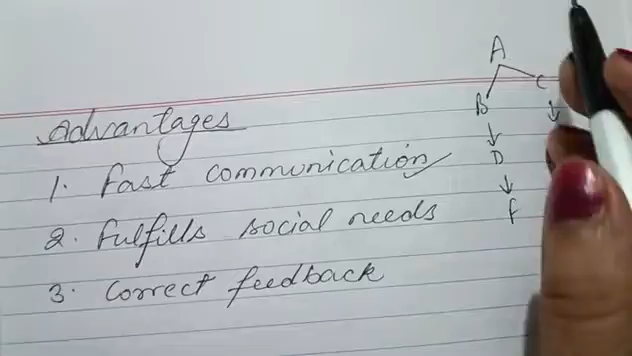 A
B C
D
F
Advantages
1. Fast communication
2. Fulfills social needs
3. Correct feedback